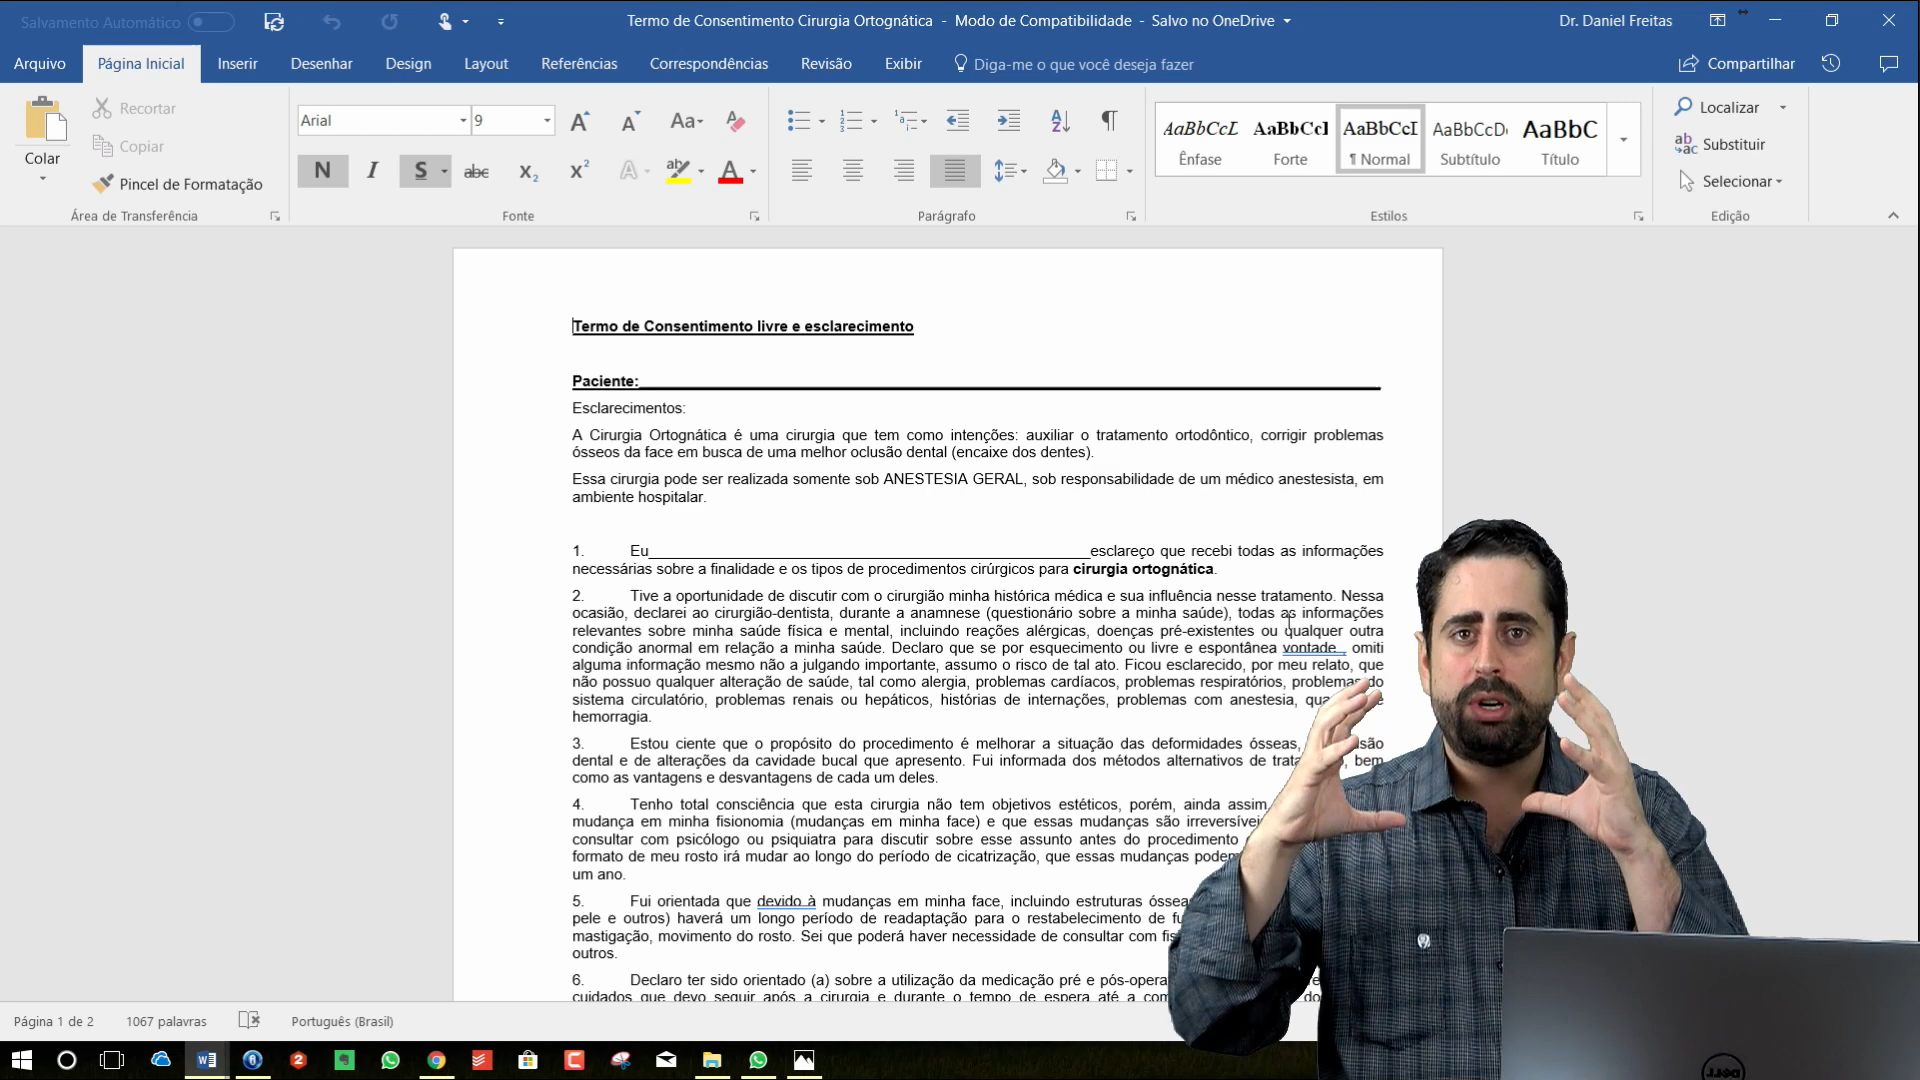 Salvamento Automático
Termo de Consentimento Cirurgia Ortognática - Modo de Compatibilidade - Salvo no OneDrive
Dr. Daniel Freitas
Arquivo Página Inicial Inserir Desenhar Design Layout Referências Correspondências Revisão Exibir Diga-me o que você deseja fazer Compartilhar
Colar
Recortar
Copiar
Pincel de Formatação
Área de Transferência
Arial 9
Fonte
Parágrafo
AaBbCcL AaBbCcI AaBbCcI AaBbCcD AaBbC
Ênfase Forte ¶ Normal Subtítulo Título
Estilos
Localizar
Substituir
Selecionar
Edição
Termo de Consentimento livre e esclarecimento
Paciente:
Esclarecimentos:
A Cirurgia Ortognática é uma cirurgia que tem como intenções: auxiliar o tratamento ortodôntico, corrigir problemas
ósseos da face em busca de uma melhor oclusão dental (encaixe dos dentes).
Essa cirurgia pode ser realizada somente sob ANESTESIA GERAL, sob responsabilidade de um médico anestesista, em
ambiente hospitalar.
1. Eu esclareço que recebi todas as informações
necessárias sobre a finalidade e os tipos de procedimentos cirúrgicos para cirurgia ortognática.
2. Tive a oportunidade de discutir com o cirurgião minha histórica médica e sua influência nesse tratamento. Nessa
ocasião, declarei ao cirurgião-dentista, durante a anamnese (questionário sobre a minha saúde), todas as informações
relevantes sobre minha saúde física e mental, incluindo reações alérgicas, doenças pré-existentes ou qualquer outra
condição anormal em relação a minha saúde. Declaro que se por esquecimento ou livre e espontânea vontade , omiti
alguma informação mesmo não a julgando importante, assumo o risco de tal ato. Ficou esclarecido, por meu relato, que
não possuo qualquer alteração de saúde, tal como alergia, problemas cardíacos, problemas respiratórios, problemas do
sistema circulatório, problemas renais ou hepáticos, histórias de internações, problemas com anestesia,
hemorragia.
3. Estou ciente que o propósito do procedimento é melhorar a situação das deformidades ósseas,
dental e de alterações da cavidade bucal que apresento. Fui informada dos métodos alternativos de bem
como as vantagens e desvantagens de cada um deles.
4. Tenho total consciência que esta cirurgia não tem objetivos estéticos, porém, ainda assim
mudança em minha fisionomia (mudanças em minha face) e que essas mudanças são
consultar com psicólogo ou psiquiatra para discutir sobre esse assunto antes do procedimento
formato de meu rosto irá mudar ao longo do período de cicatrização, que essas mudanças
um ano.
5. Fui orientada que devido à mudanças em minha face, incluindo estruturas
pele e outros) haverá um longo período de readaptação para o restabelecimento de
mastigação, movimento do rosto. Sei que poderá haver necessidade de consultar com
outros.
6. Declaro ter sido orientado (a) sobre a utilização da medicação pré e
cuidados que devo seguir após a cirurgia e durante o tempo de espera até a
Página 1 de 2 1067 palavras Português (Brasil)
DELL